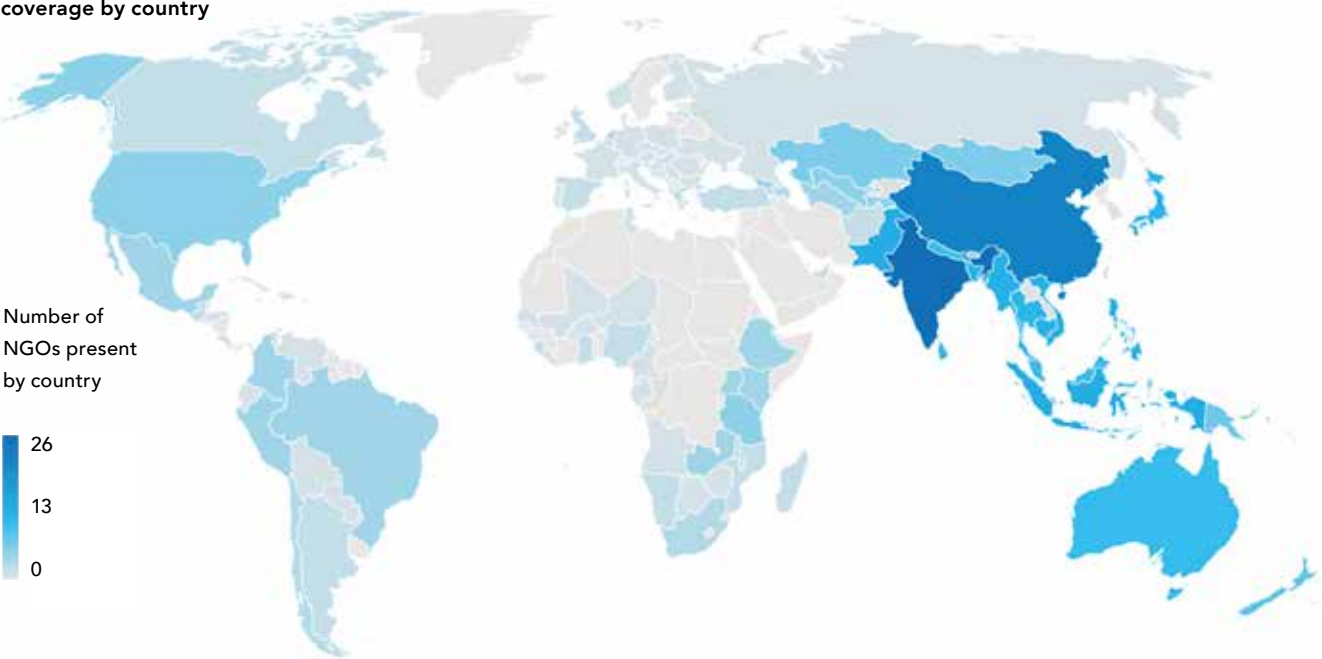 coverage by country
Number of
NGOs present
by country
26
13
0